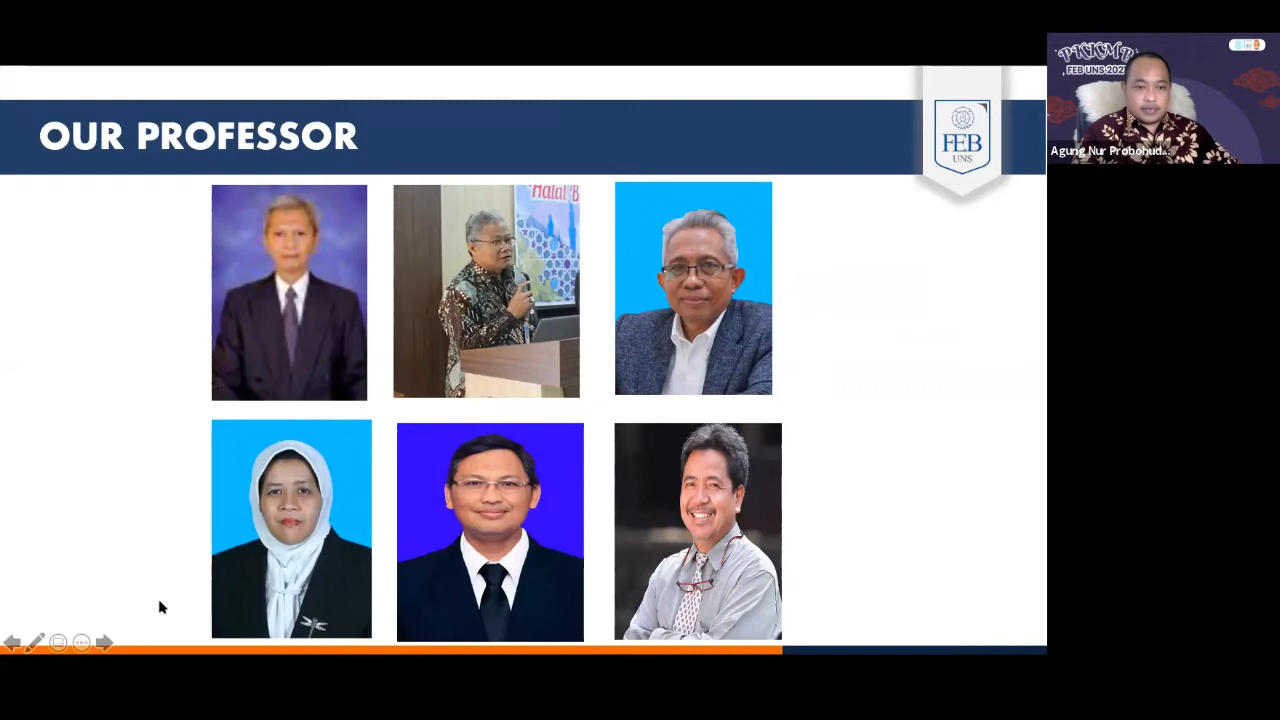 OUR PROFESSOR
FEB
UNS
Halal B
PKKMB
FEB UNS 202
Agung Nur Probohud...